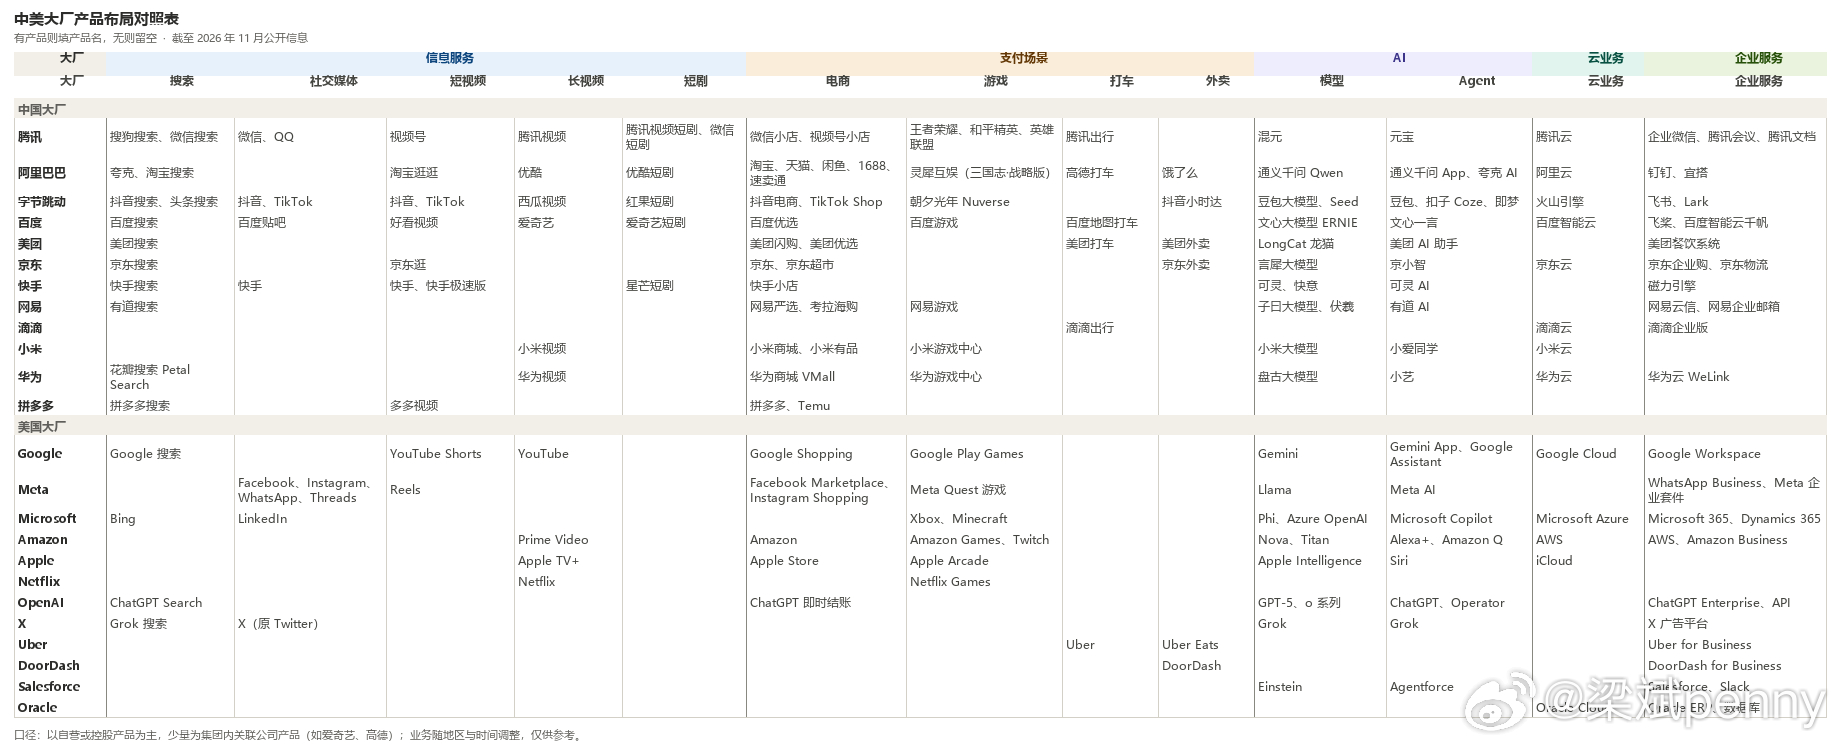 中美大厂产品布局对照表
有产品则填产品名，无则留空 · 截至 2026 年 11 月公开信息
大厂 信息服务 支付场景 AI 云业务 企业服务
大厂 搜索 社交媒体 短视频 长视频 短剧 电商 游戏 打车 外卖 模型 Agent 云业务 企业服务
中国大厂
腾讯 搜狗搜索、微信搜索 微信、QQ 视频号 腾讯视频 腾讯视频短剧、微信短剧 微信小店、视频号小店 王者荣耀、和平精英、英雄联盟 腾讯出行 混元 元宝 腾讯云 企业微信、腾讯会议、腾讯文档
阿里巴巴 夸克、淘宝搜索 淘宝逛逛 优酷 优酷短剧 淘宝、天猫、闲鱼、1688、速卖通 灵犀互娱（三国志·战略版） 高德打车 饿了么 通义千问 Qwen 通义千问 App、夸克 AI 阿里云 钉钉、宜搭
字节跳动 抖音搜索、头条搜索 抖音、TikTok 抖音、TikTok 西瓜视频 红果短剧 抖音电商、TikTok Shop 朝夕光年 Nuverse 抖音小时达 豆包大模型、Seed 豆包、扣子 Coze、即梦 火山引擎 飞书、Lark
百度 百度搜索 百度贴吧 好看视频 爱奇艺 爱奇艺短剧 百度优选 百度游戏 百度地图打车 文心大模型 ERNIE 文心一言 百度智能云 飞桨、百度智能云千帆
美团 美团搜索 美团闪购、美团优选 美团打车 美团外卖 LongCat 龙猫 美团 AI 助手 美团餐饮系统
京东 京东搜索 京东逛 京东、京东超市 京东外卖 言犀大模型 京小智 京东云 京东企业购、京东物流
快手 快手搜索 快手 快手、快手极速版 星芒短剧 快手小店 可灵、快意 可灵 AI 磁力引擎
网易 有道搜索 网易严选、考拉海购 网易游戏 子曰大模型、伏羲 有道 AI 网易云信、网易企业邮箱
滴滴 滴滴出行 滴滴云 滴滴企业版
小米 小米视频 小米商城、小米有品 小米游戏中心 小米大模型 小爱同学 小米云
华为 花瓣搜索 Petal Search 华为视频 华为商城 VMall 华为游戏中心 盘古大模型 小艺 华为云 华为云 WeLink
拼多多 拼多多搜索 多多视频 拼多多、Temu
美国大厂
Google Google 搜索 YouTube Shorts YouTube Google Shopping Google Play Games Gemini Gemini App、Google Assistant Google Cloud Google Workspace
Meta Facebook、Instagram、WhatsApp、Threads Reels Facebook Marketplace、Instagram Shopping Meta Quest 游戏 Llama Meta AI WhatsApp Business、Meta 企业套件
Microsoft Bing LinkedIn Xbox、Minecraft Phi、Azure OpenAI Microsoft Copilot Microsoft Azure Microsoft 365、Dynamics 365
Amazon Prime Video Amazon Amazon Games、Twitch Nova、Titan Alexa+、Amazon Q AWS AWS、Amazon Business
Apple Apple TV+ Apple Store Apple Arcade Apple Intelligence Siri iCloud
Netflix Netflix Netflix Games
OpenAI ChatGPT Search ChatGPT 即时结账 GPT-5、o 系列 ChatGPT、Operator ChatGPT Enterprise、API
X Grok 搜索 X（原 Twitter） Grok Grok X 广告平台
Uber Uber Uber Eats Uber for Business
DoorDash DoorDash DoorDash for Business
Salesforce Einstein Agentforce Salesforce、Slack
Oracle Oracle Cloud Oracle ERP、数据库
口径：以自营或控股产品为主，少量为集团内关联公司产品（如爱奇艺、高德）；业务随地区与时间调整，仅供参考。
@梁斌penny